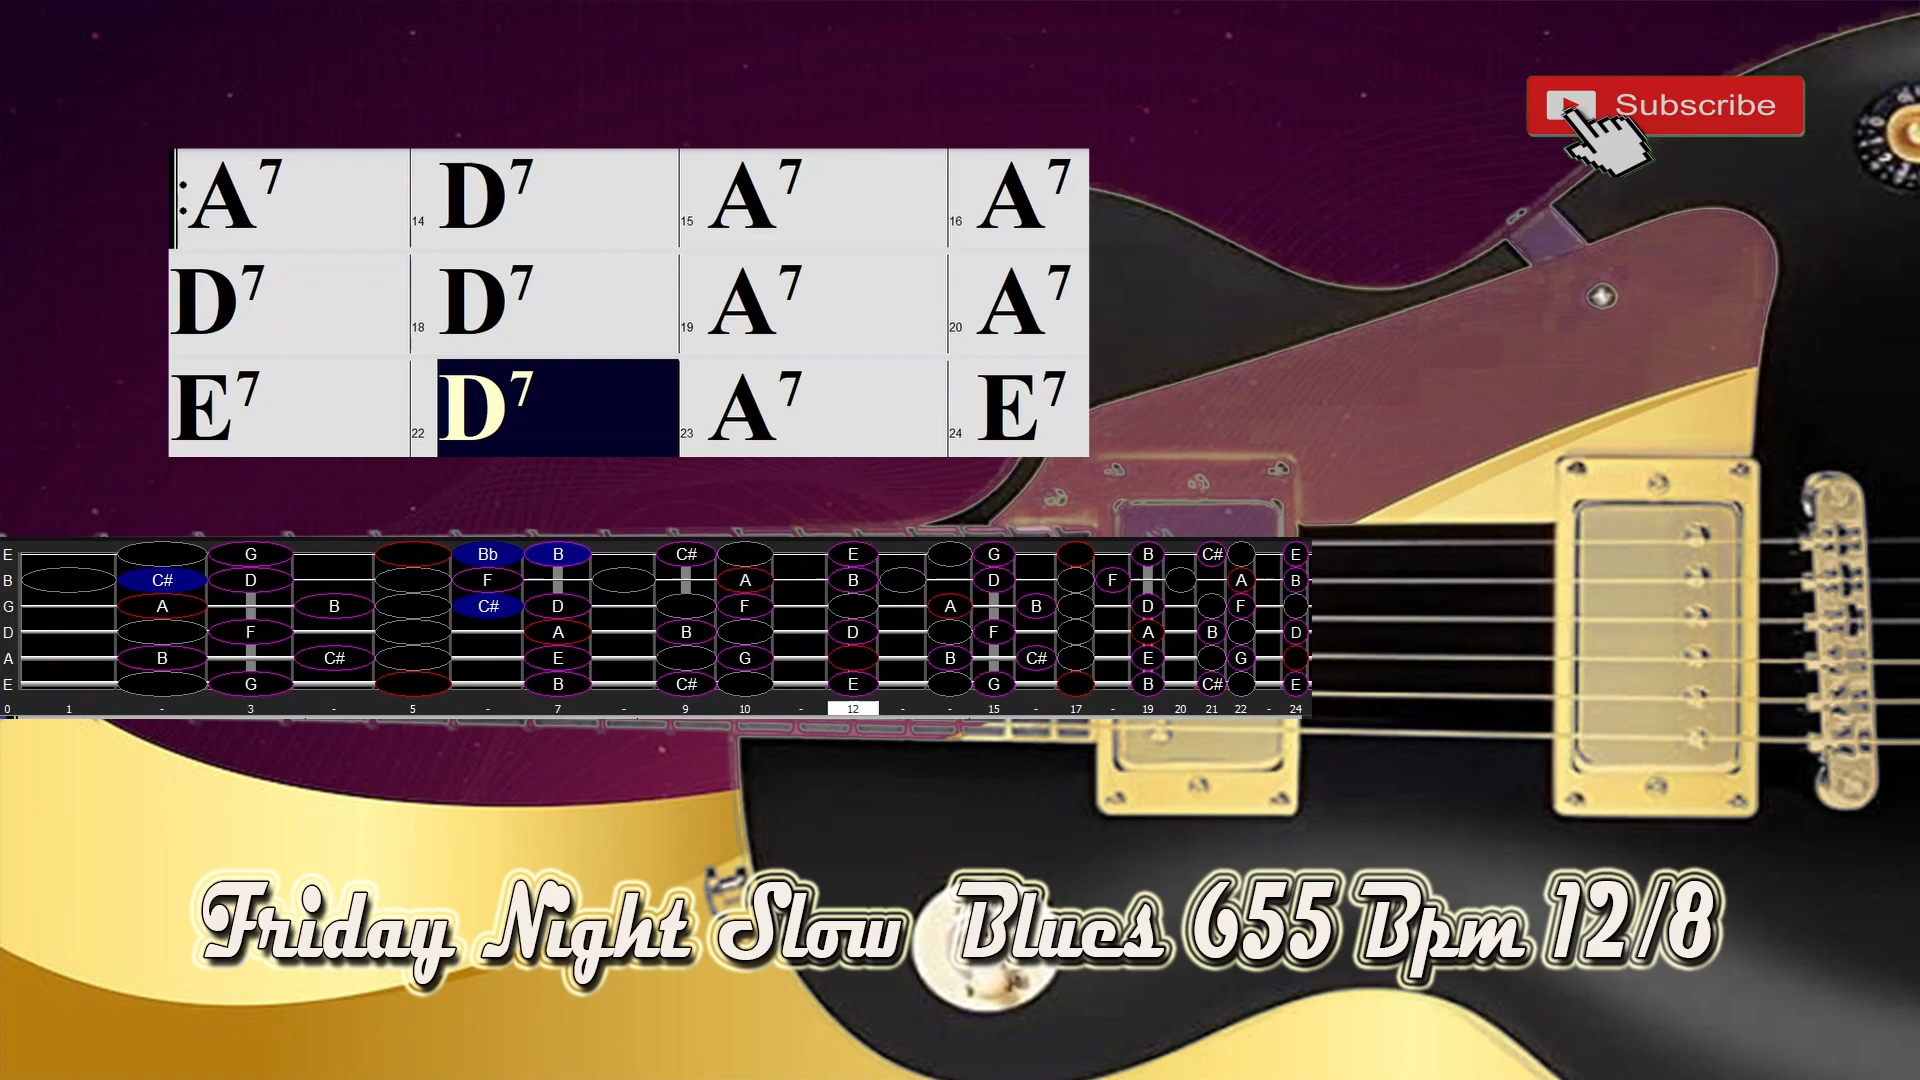 Subscribe
:A7 14 D7 15 A7 16 A7
D7 18 D7 19 A7 20 A7
E7 22 D7 23 A7 24 E7
E G Bb B C# E G B C# E
B C# D F A B D F A B
G A B C# D F A B D F
D F A B D F A B D
A B C# E G B C# E G
E G B C# E G B C# E
0 1 - 3 - 5 - 7 - 9 10 - 12 - - 15 - 17 - 19 20 21 22 - 24
Friday Night Slow Blues 655 Bpm 12/8